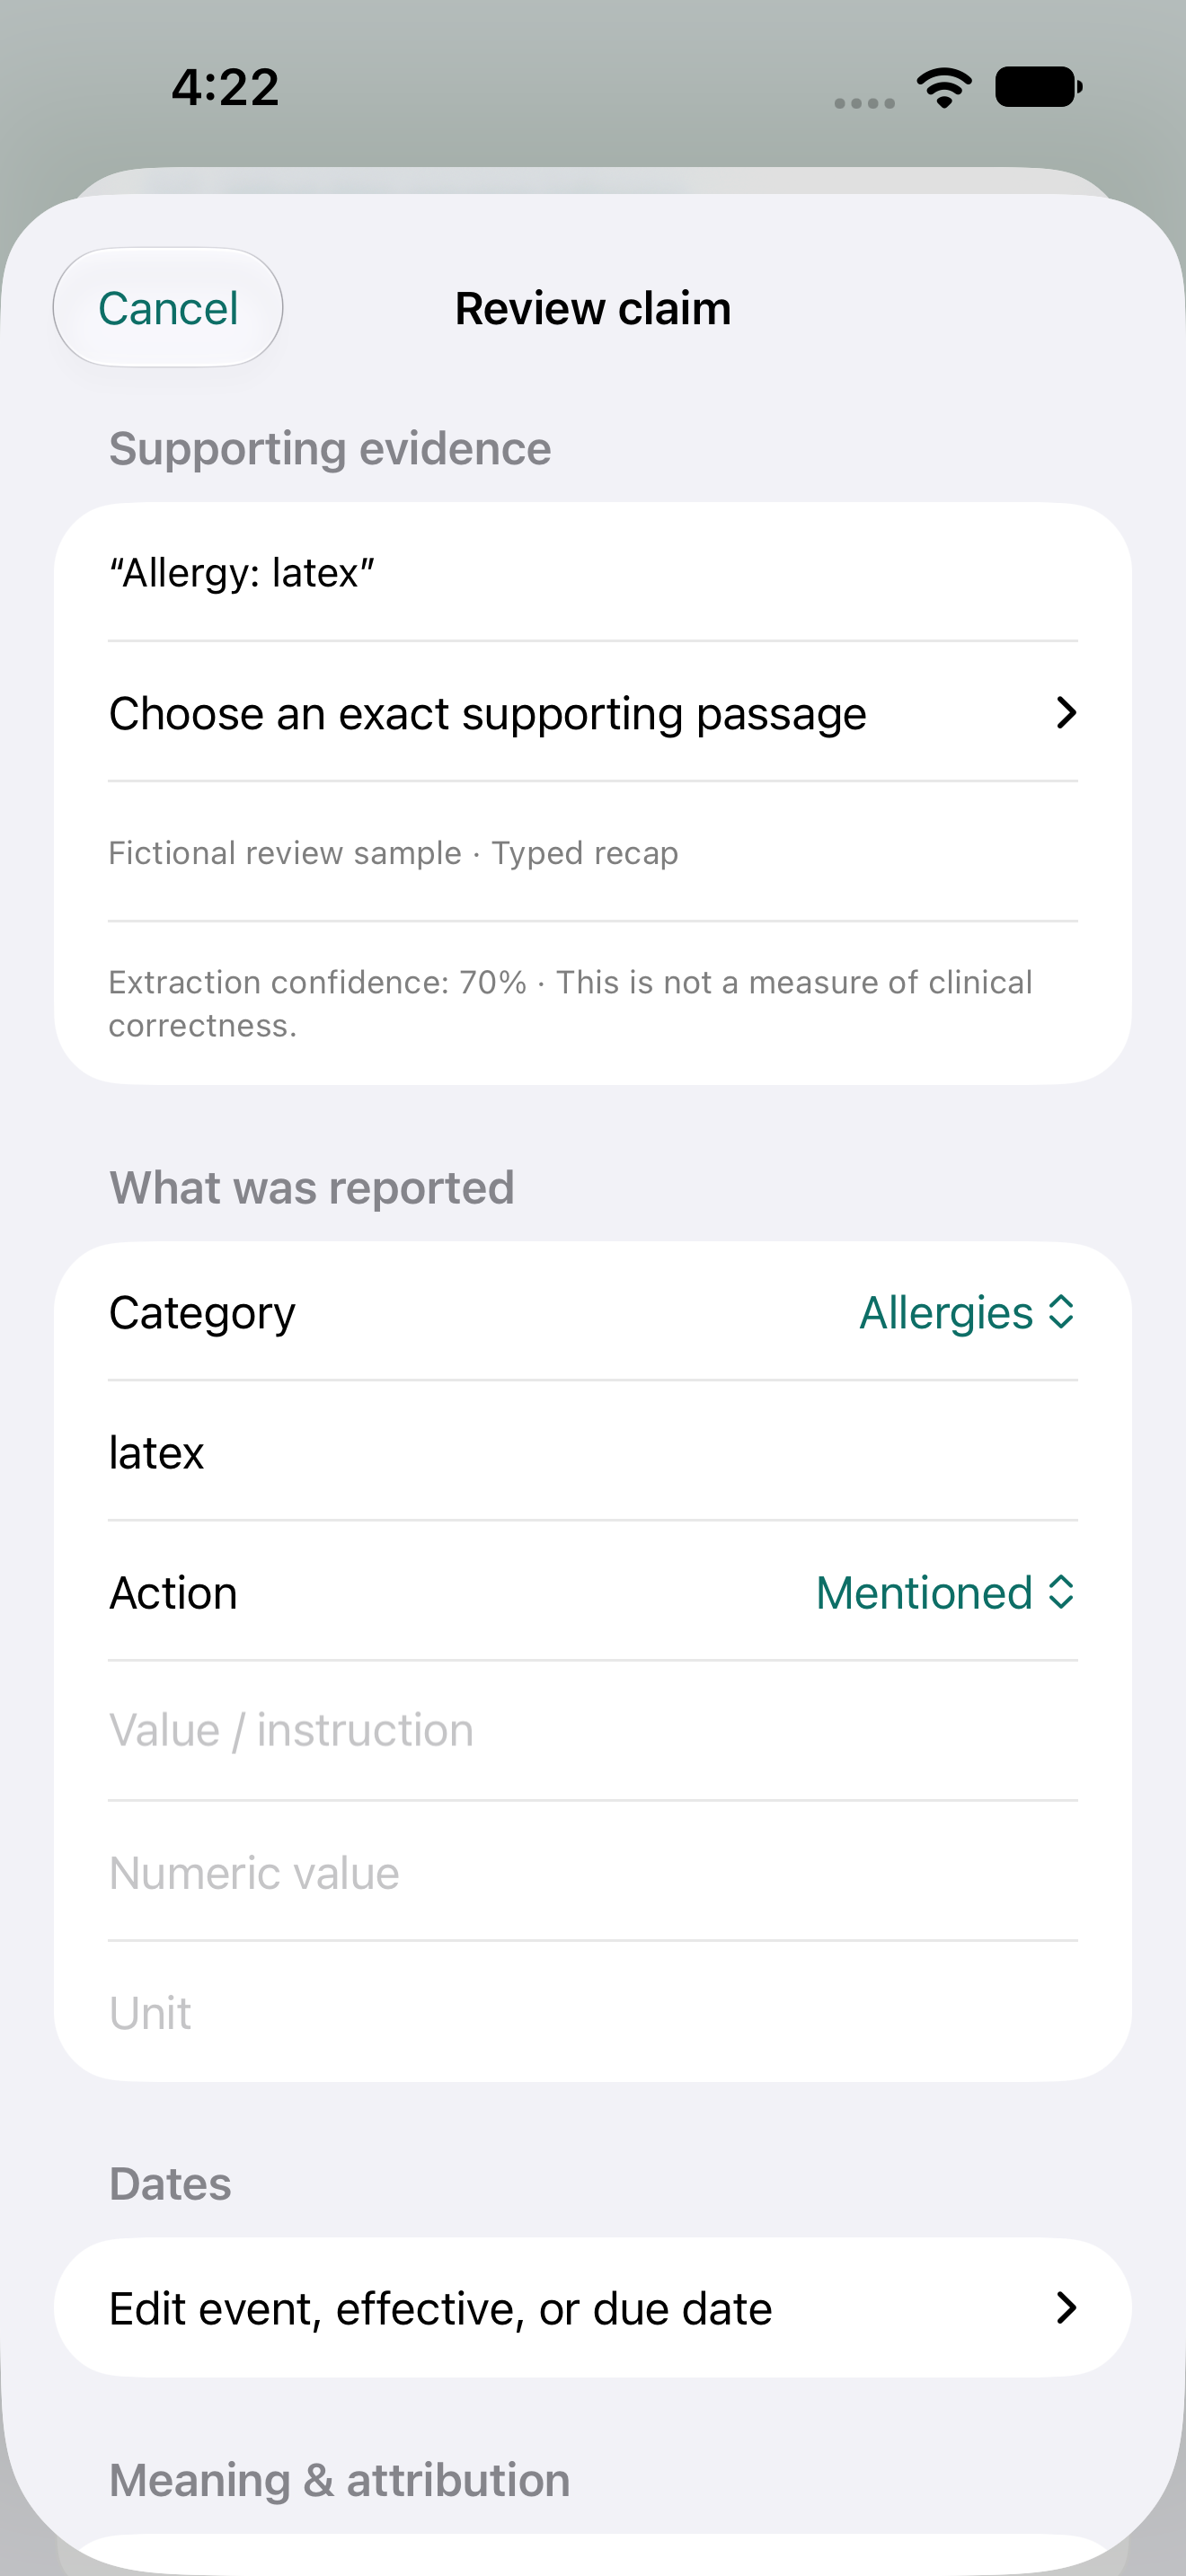 4:22
Cancel
Review claim
Supporting evidence
“Allergy: latex”
Choose an exact supporting passage
Fictional review sample · Typed recap
Extraction confidence: 70% · This is not a measure of clinical
correctness.
What was reported
Category
Allergies
latex
Action
Mentioned
Value / instruction
Numeric value
Unit
Dates
Edit event, effective, or due date
Meaning & attribution